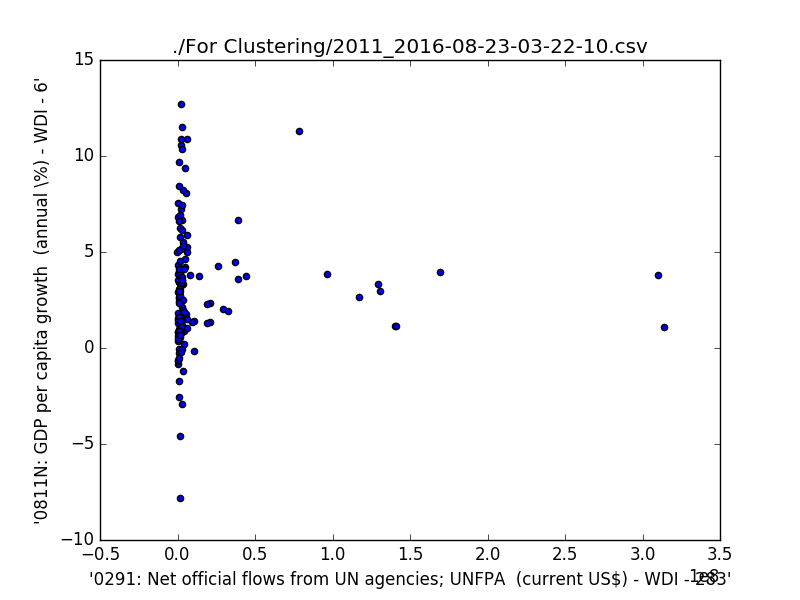 ./For Clustering/2011_2016-08-23-03-22-10.csv
15
10
5
0
−5
−10
'0811N: GDP per capita growth  (annual \%) - WDI - 6'
−0.5 0.0 0.5 1.0 1.5 2.0 2.5 3.0 3.5
1e8
'0291: Net official flows from UN agencies; UNFPA  (current US$) - WDI - 283'